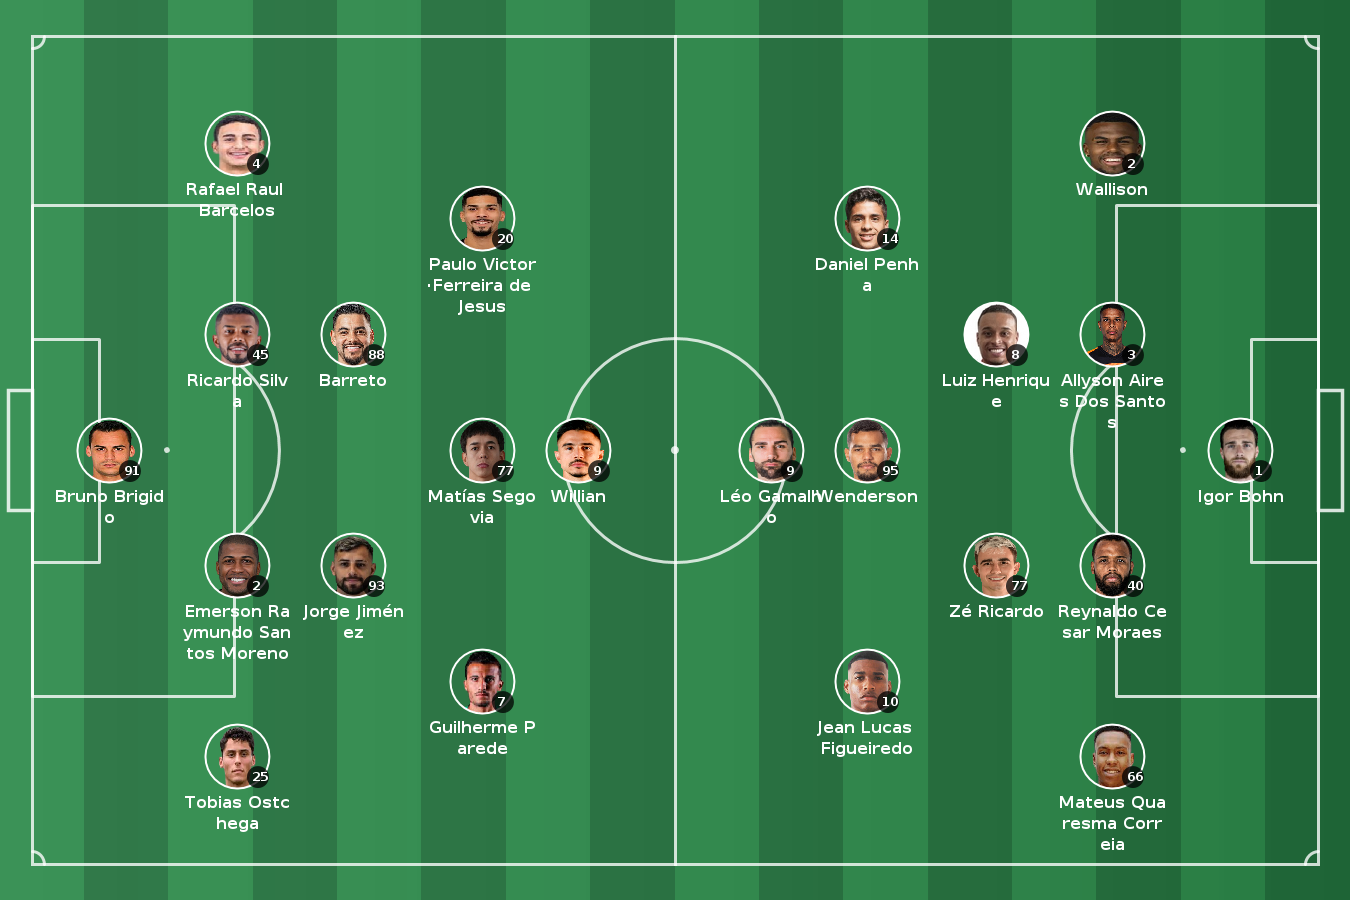 4
Rafael Raul
Barcelos
2
Wallison
20
Paulo Victor
Ferreira de
Jesus
14
Daniel Penh
a
45
Ricardo Silv
a
88
Barreto
8
Luiz Henriqu
e
3
Allyson Aire
s Dos Santo
s
91
Bruno Brigid
o
77
Matías Sego
via
9
Willian
9
Léo Gamalh
o
95
Wenderson
1
Igor Bohn
2
Emerson Ra
ymundo San
tos Moreno
93
Jorge Jimén
ez
77
Zé Ricardo
40
Reynaldo Ce
sar Moraes
7
Guilherme P
arede
10
Jean Lucas
Figueiredo
25
Tobias Ostc
hega
66
Mateus Qua
resma Corr
eia